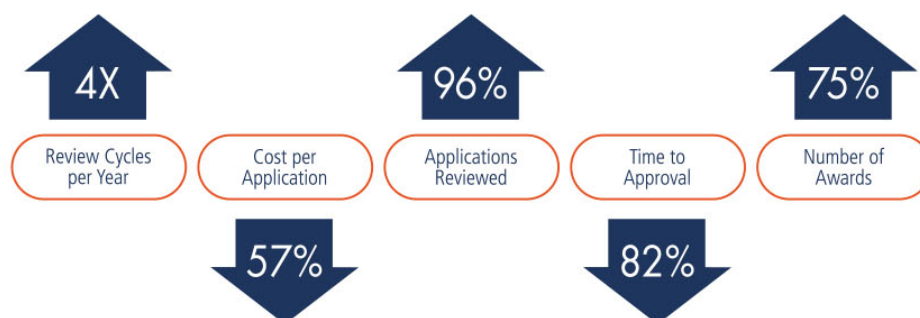 4X
96%
75%
Review Cycles
per Year
Cost per
Application
Applications
Reviewed
Time to
Approval
Number of
Awards
57%
82%